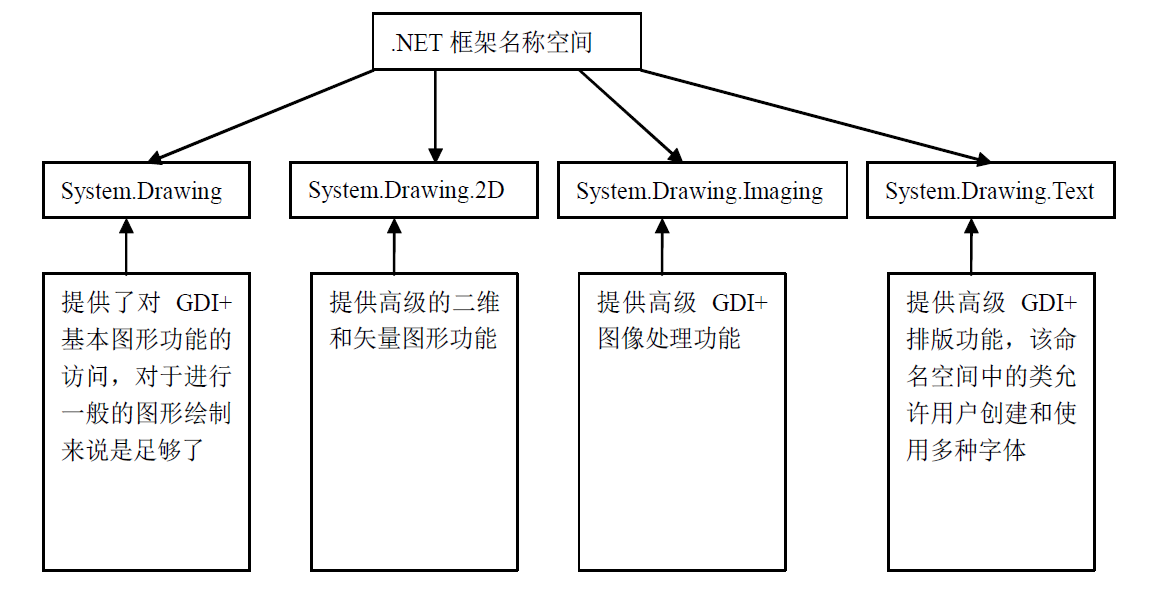 .NET 框架名称空间
System.Drawing
System.Drawing.2D
System.Drawing.Imaging
System.Drawing.Text
提供了对 GDI+
基本图形功能的
访问，对于进行
一般的图形绘制
来说是足够了
提供高级的二维
和矢量图形功能
提供高级 GDI+
图像处理功能
提供高级 GDI+
排版功能，该命
名空间中的类允
许用户创建和使
用多种字体